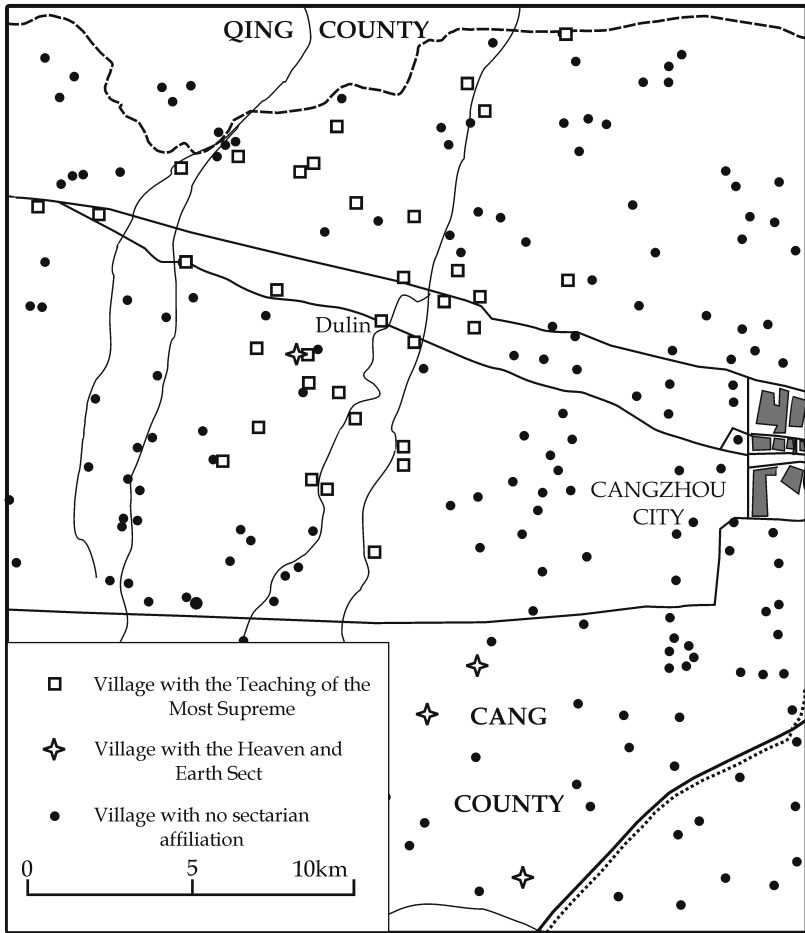 QING COUNTY
Dulin
CANGZHOU
CITY
CANG
COUNTY
Village with the Teaching of the
Most Supreme
Village with the Heaven and
Earth Sect
Village with no sectarian
affiliation
0 5 10km